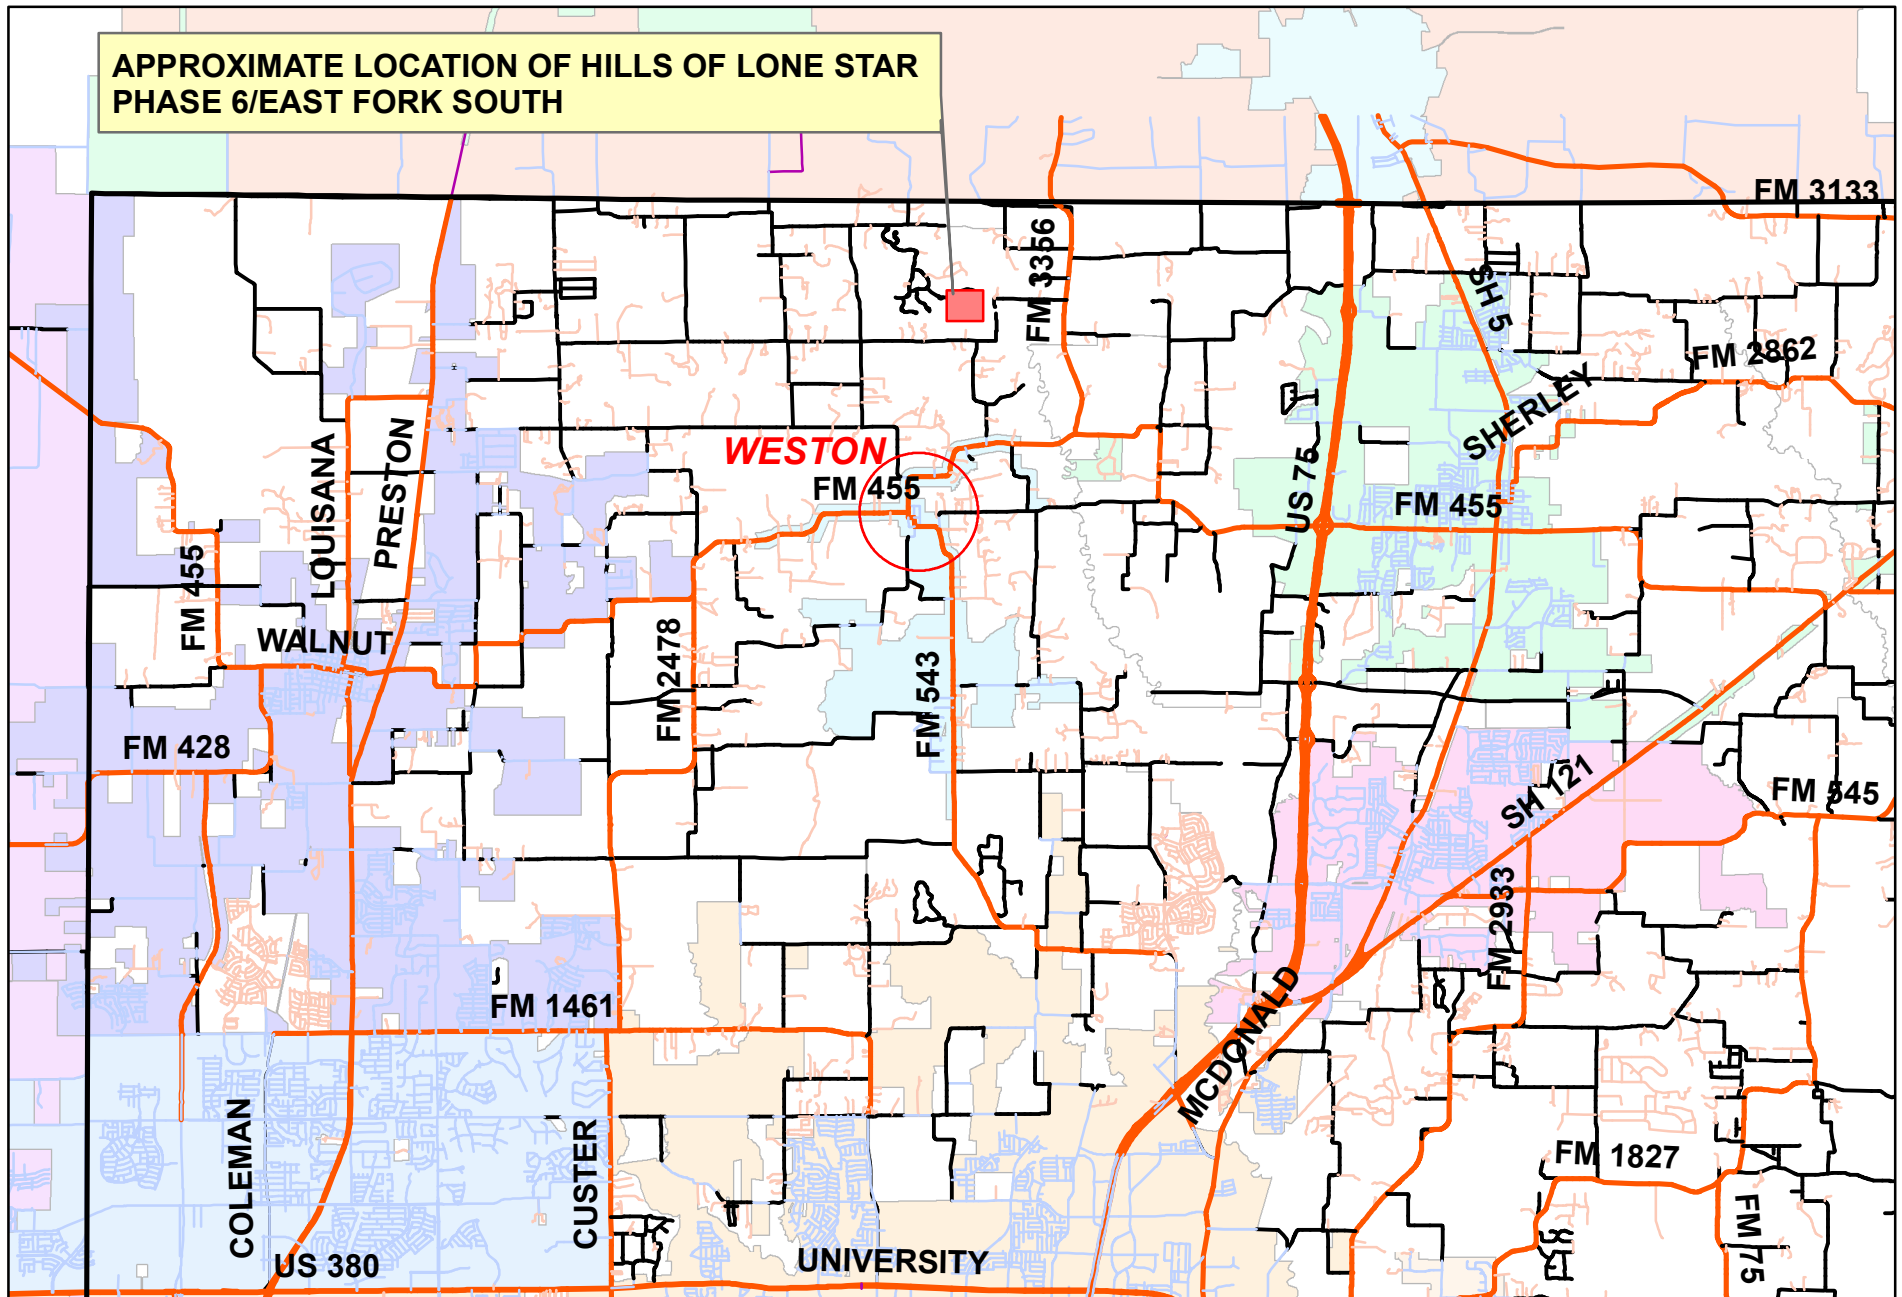 APPROXIMATE LOCATION OF HILLS OF LONE STAR
PHASE 6/EAST FORK SOUTH
FM 3133
FM 3356
SH 5
FM 2862
SHERLEY
WESTON
FM 455
US 75
FM 455
LOUISANA
PRESTON
FM 455
WALNUT
FM 2478
FM 543
FM 428
SH 121
FM 545
FM 2933
FM 1461
MCDONALD
COLEMAN
CUSTER
FM 1827
FM 75
US 380
UNIVERSITY